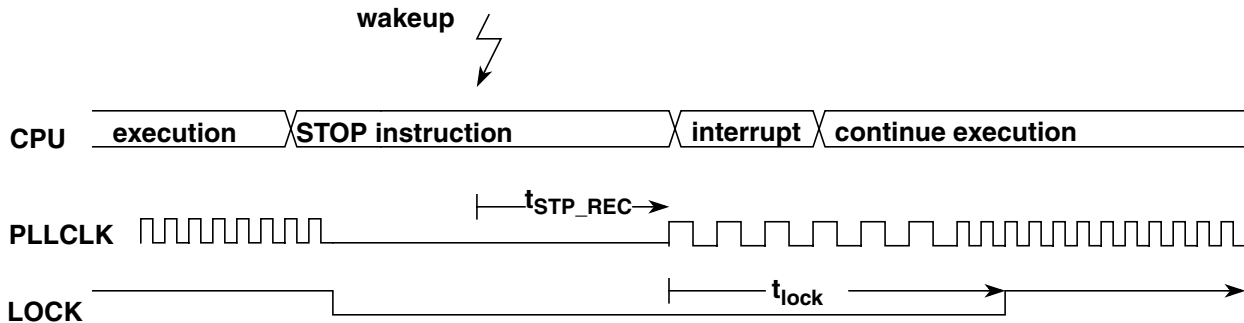 wakeup
CPU execution STOP instruction interrupt continue execution
tSTP_REC
PLLCLK
tlock
LOCK